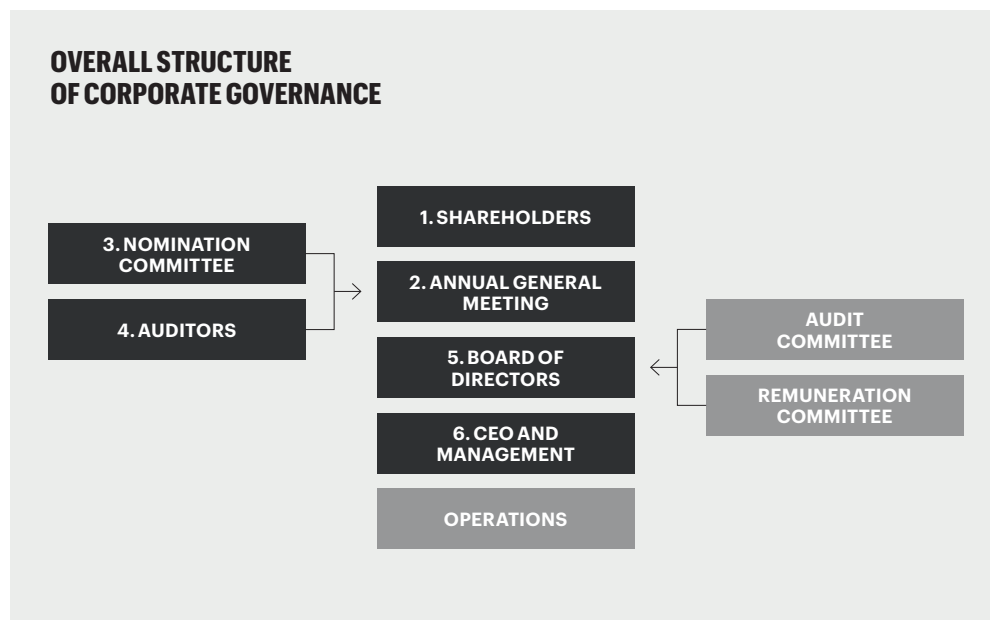 OVERALL STRUCTURE
OF CORPORATE GOVERNANCE
1. SHAREHOLDERS
3. NOMINATION
COMMITTEE
2. ANNUAL GENERAL
MEETING
4. AUDITORS
AUDIT
COMMITTEE
5. BOARD OF
DIRECTORS
REMUNERATION
COMMITTEE
6. CEO AND
MANAGEMENT
OPERATIONS